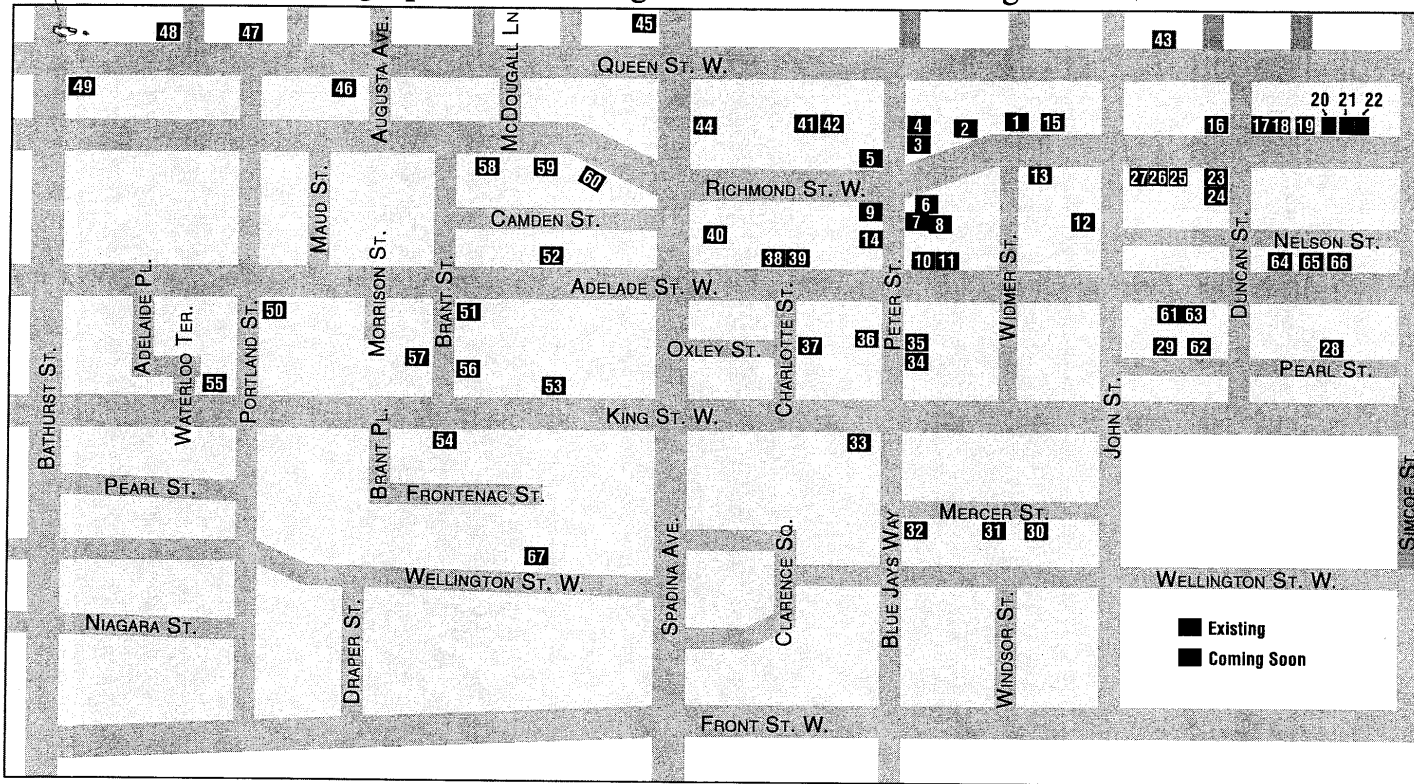 48
47
45
43
AUGUSTA AVE.
McDOUGALL LN
QUEEN ST. W.
49
46
20 21 22
44
41 42
4
2
1
15
16
17 18 19
3
5
58
59
60
RICHMOND ST. W.
13
27 26 25
23
24
MAUD ST.
CAMDEN ST.
9
6
7 8
12
40
14
NELSON ST.
52
38 39
10 11
64 65 66
MORRISON ST.
BRANT ST.
ADELADE ST. W.
PETER ST.
WIDMER ST.
DUNCAN ST.
ADELAIDE PL.
WATERLOO TER.
PORTLAND ST.
50
51
61 63
CHARLOTTE ST.
36
35
57
OXLEY ST.
37
29
62
28
34
56
PEARL ST.
55
53
BATHURST ST.
KING ST. W.
JOHN ST.
54
33
BRANT PL.
PEARL ST.
FRONTENAC ST.
SIMCOE ST.
MERCER ST.
32
31
30
67
SPADINA AVE.
CLARENCE SQ.
BLUE JAYS WAY
WELLINGTON ST. W.
WELLINGTON ST. W.
NIAGARA ST.
DRAPER ST.
WINDSOR ST.
Existing
Coming Soon
FRONT ST. W.